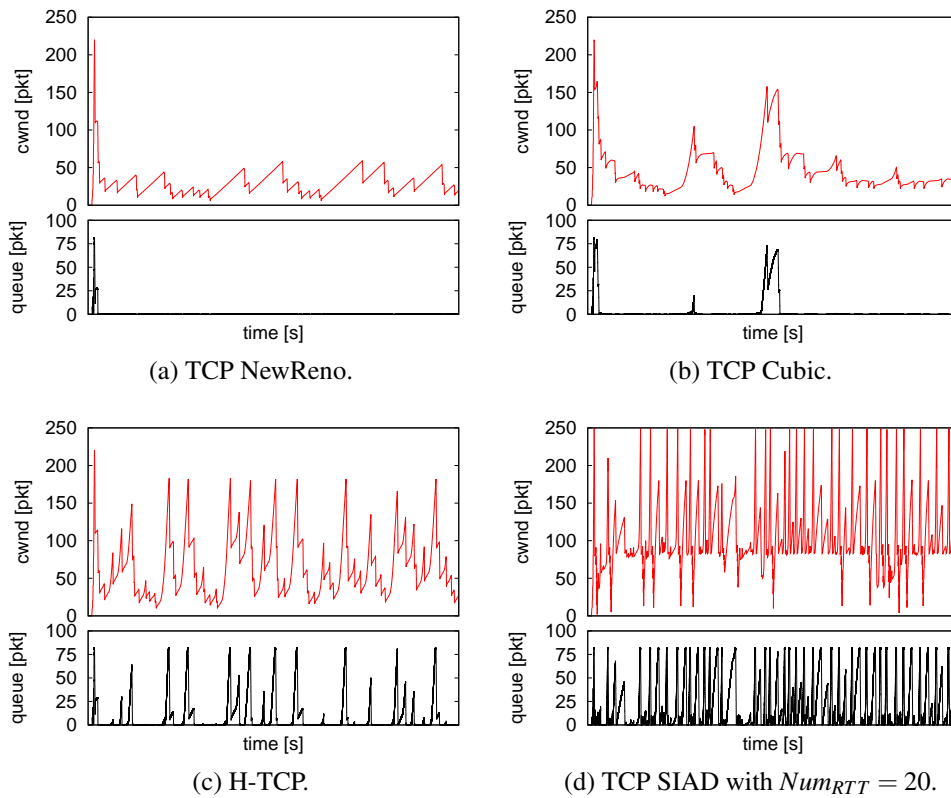 250
200
150
100
50
0
cwnd [pkt]
100
75
50
25
0
queue [pkt]
time [s]
(a) TCP NewReno.
250
200
150
100
50
0
cwnd [pkt]
100
75
50
25
0
queue [pkt]
time [s]
(b) TCP Cubic.
250
200
150
100
50
0
cwnd [pkt]
100
75
50
25
0
queue [pkt]
time [s]
(c) H-TCP.
250
200
150
100
50
0
cwnd [pkt]
100
75
50
25
0
queue [pkt]
time [s]
(d) TCP SIAD with Num_RTT = 20.